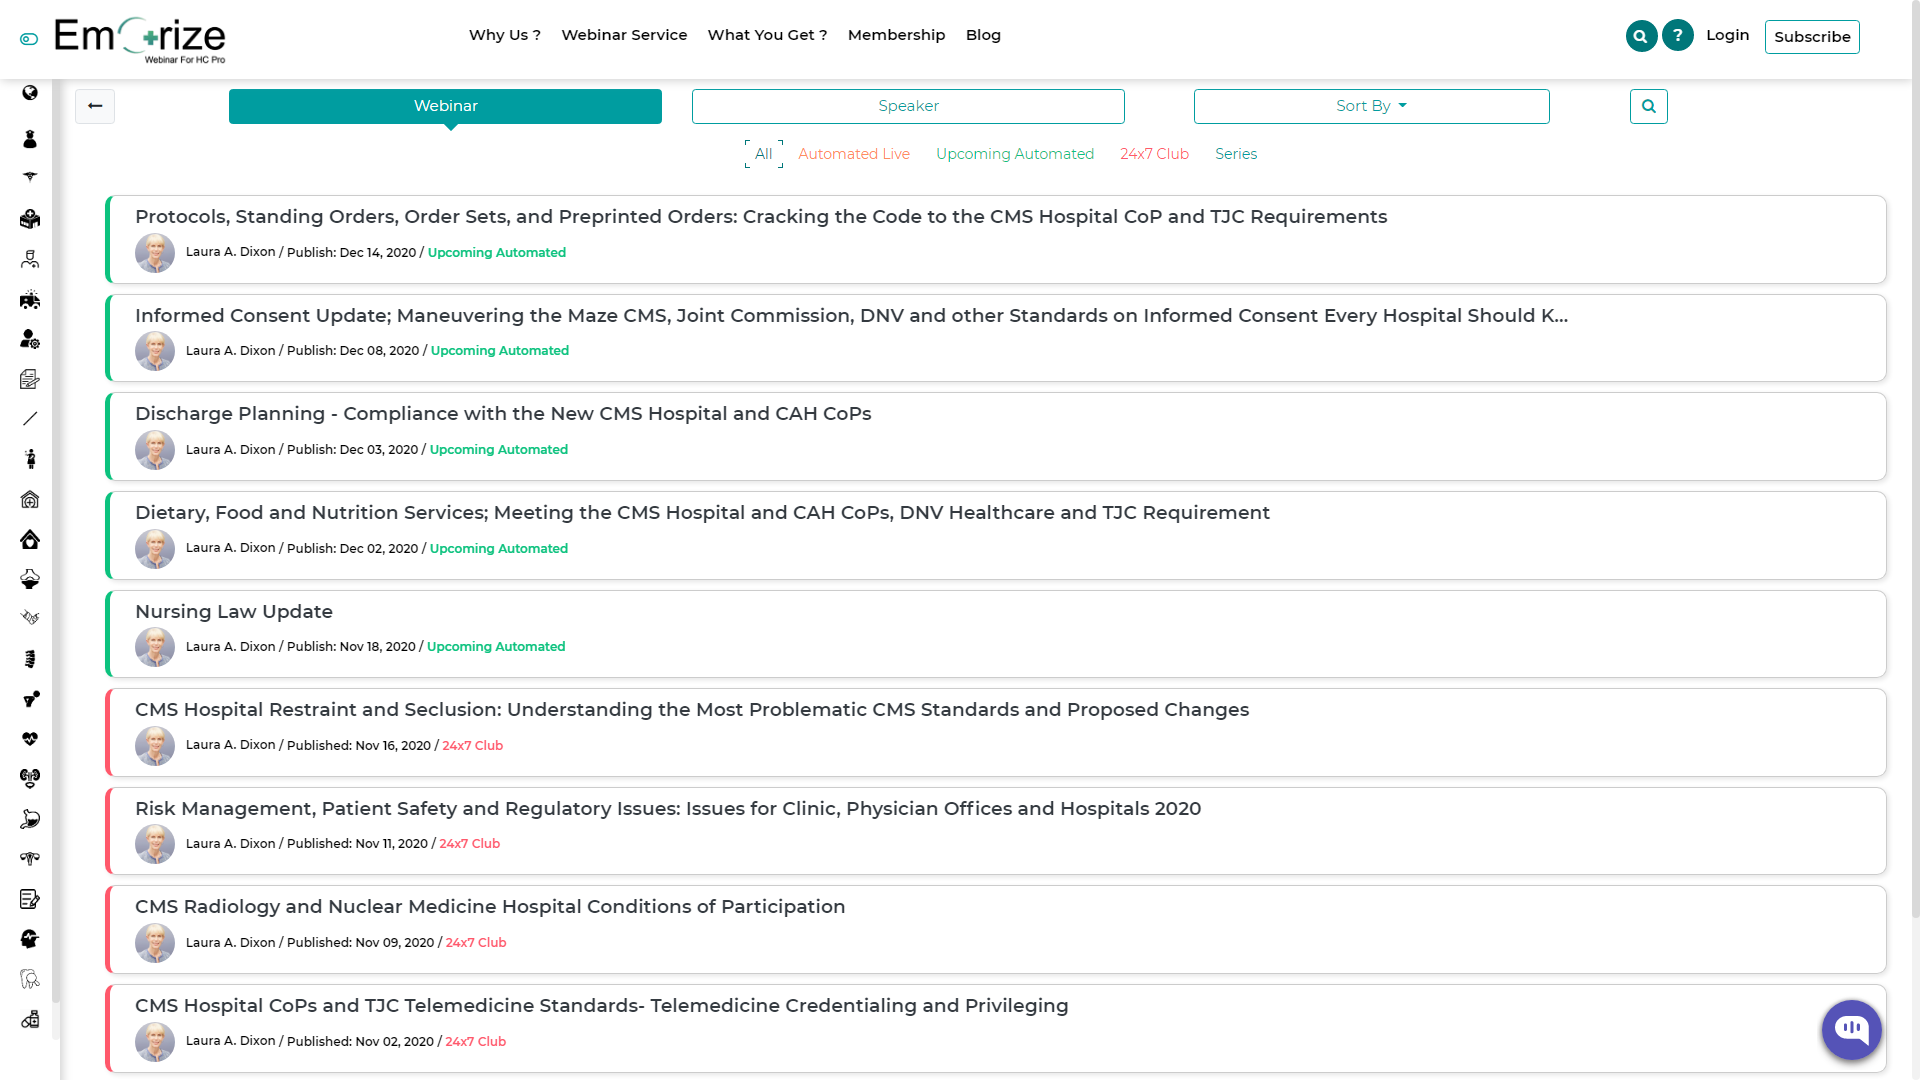 Em rize
Webinar For HC Pro
Why Us ?
Webinar Service
What You Get ?
Membership
Blog
?
Login
Subscribe
Webinar
Speaker
Sort By
All
Automated Live
Upcoming Automated
24x7 Club
Series
Protocols, Standing Orders, Order Sets, and Preprinted Orders: Cracking the Code to the CMS Hospital CoP and TJC Requirements
Laura A. Dixon / Publish: Dec 14, 2020 / Upcoming Automated
Informed Consent Update; Maneuvering the Maze CMS, Joint Commission, DNV and other Standards on Informed Consent Every Hospital Should K...
Laura A. Dixon / Publish: Dec 08, 2020 / Upcoming Automated
Discharge Planning - Compliance with the New CMS Hospital and CAH CoPs
Laura A. Dixon / Publish: Dec 03, 2020 / Upcoming Automated
Dietary, Food and Nutrition Services; Meeting the CMS Hospital and CAH CoPs, DNV Healthcare and TJC Requirement
Laura A. Dixon / Publish: Dec 02, 2020 / Upcoming Automated
Nursing Law Update
Laura A. Dixon / Publish: Nov 18, 2020 / Upcoming Automated
CMS Hospital Restraint and Seclusion: Understanding the Most Problematic CMS Standards and Proposed Changes
Laura A. Dixon / Published: Nov 16, 2020 / 24x7 Club
Risk Management, Patient Safety and Regulatory Issues: Issues for Clinic, Physician Offices and Hospitals 2020
Laura A. Dixon / Published: Nov 11, 2020 / 24x7 Club
CMS Radiology and Nuclear Medicine Hospital Conditions of Participation
Laura A. Dixon / Published: Nov 09, 2020 / 24x7 Club
CMS Hospital CoPs and TJC Telemedicine Standards- Telemedicine Credentialing and Privileging
Laura A. Dixon / Published: Nov 02, 2020 / 24x7 Club